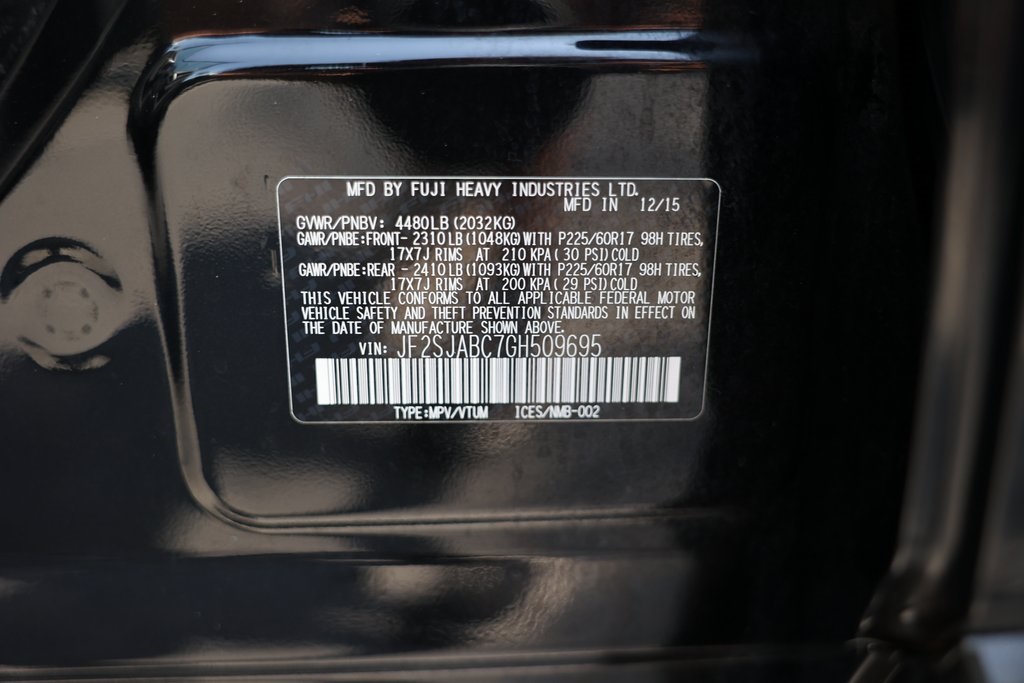 MFD BY FUJI HEAVY INDUSTRIES LTD.
MFD IN 12/15
GVWR/PNBV: 4480LB (2032KG)
GAWR/PNBE:FRONT- 2310LB (1048KG) WITH P225/60R17 98H TIRES,
17X7J RIMS AT 210 KPA ( 30 PSI) COLD
GAWR/PNBE:REAR - 2410LB (1093KG) WITH P225/60R17 98H TIRES,
17X7J RIMS AT 200 KPA ( 29 PSI) COLD
THIS VEHICLE CONFORMS TO ALL APPLICABLE FEDERAL MOTOR
VEHICLE SAFETY AND THEFT PREVENTION STANDARDS IN EFFECT ON
THE DATE OF MANUFACTURE SHOWN ABOVE.
VIN: JF2SJABC7GH509695
TYPE:MPV/VTUM ICES/NMB-002